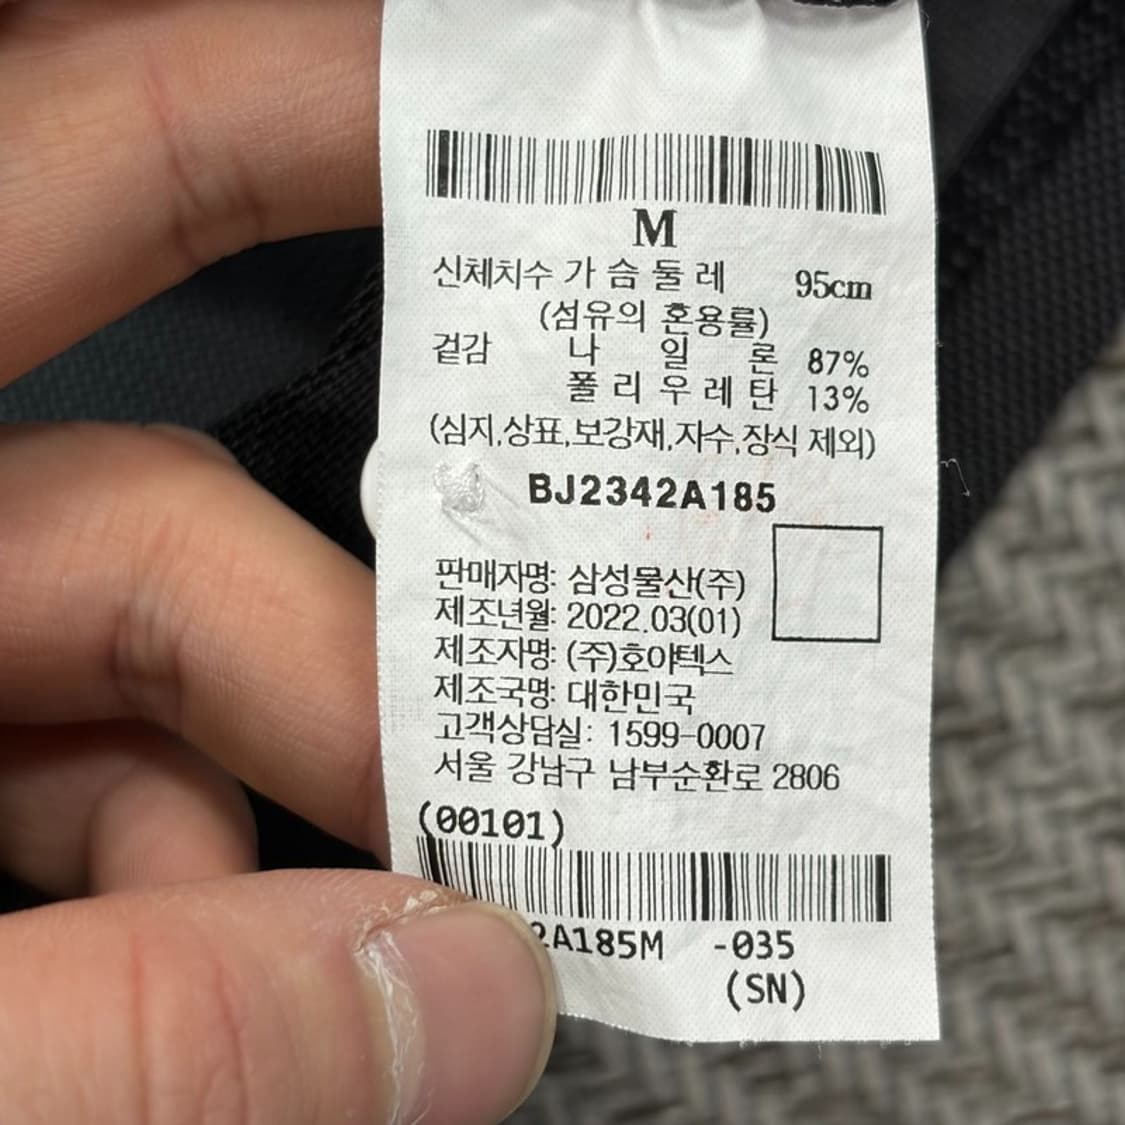 M
신체치수 가 슴 둘 레 95cm
(섬유의 혼용률)
겉감 나 일 론 87%
폴 리 우 레 탄 13%
(심지,상표,보강재,자수,장식 제외)
BJ2342A185
판매자명: 삼성물산(주)
제조년월: 2022.03(01)
제조자명: (주)호야텍스
제조국명: 대한민국
고객상담실: 1599-0007
서울 강남구 남부순환로 2806
(00101)
2A185M -035
(SN)